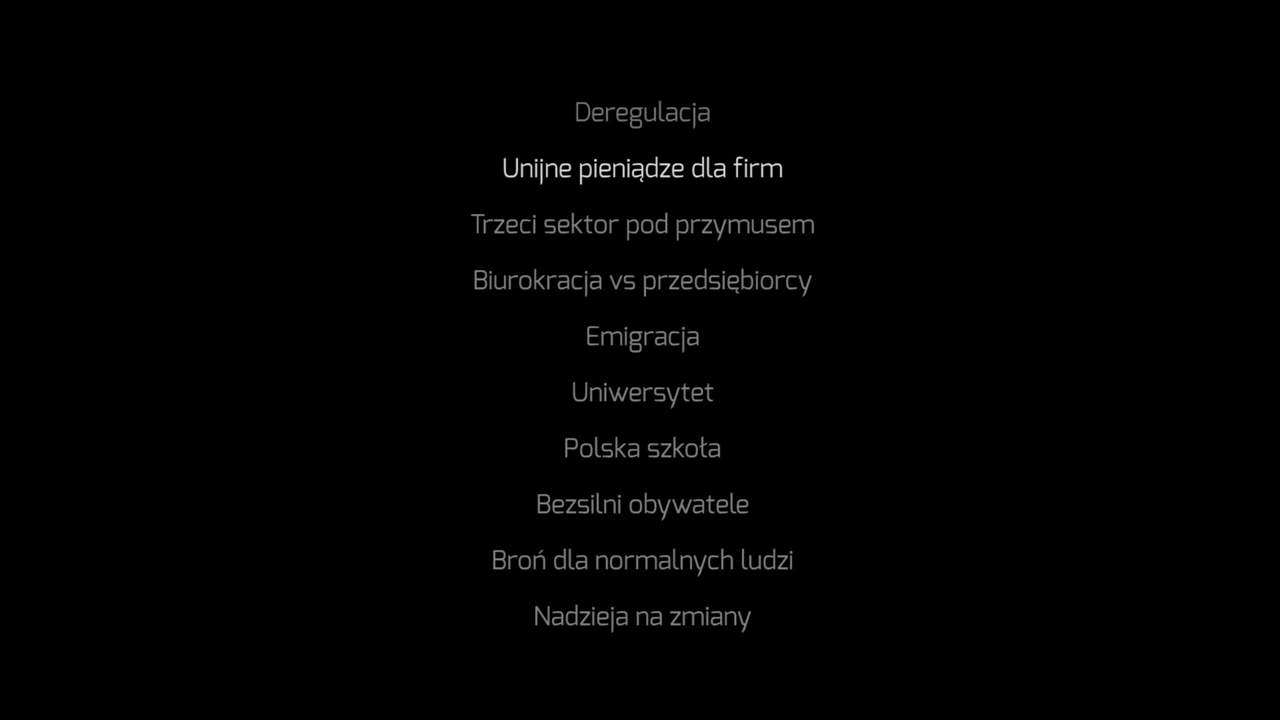 Deregulacja
Unijne pieniądze dla firm
Trzeci sektor pod przymusem
Biurokracja vs przedsiębiorcy
Emigracja
Uniwersytet
Polska szkoła
Bezsilni obywatele
Broń dla normalnych ludzi
Nadzieja na zmiany